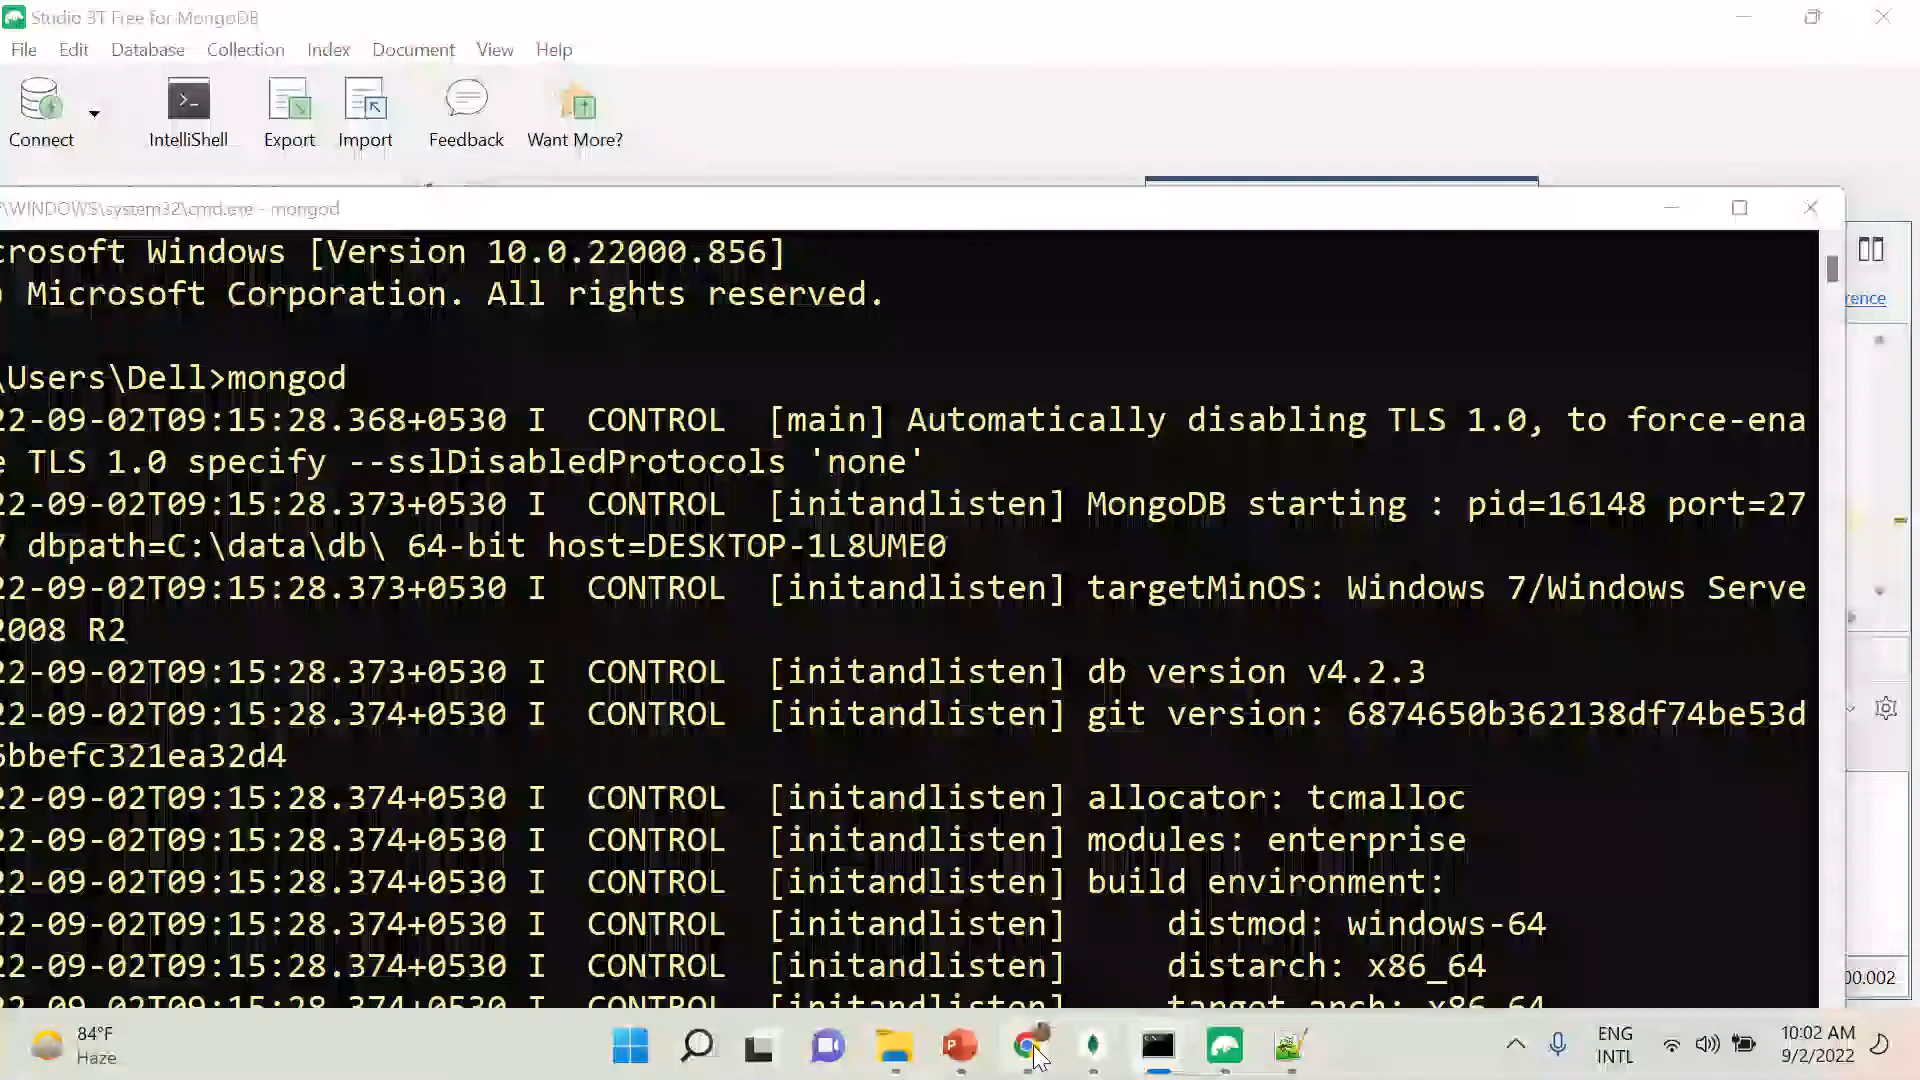 Studio 3T Free for MongoDB
File Edit Database Collection Index Document View Help
Connect IntelliShell Export Import Feedback Want More?
\WINDOWS\system32\cmd.exe - mongod
crosoft Windows [Version 10.0.22000.856]
) Microsoft Corporation. All rights reserved.
rence
\Users\Dell>mongod
22-09-02T09:15:28.368+0530 I  CONTROL  [main] Automatically disabling TLS 1.0, to force-ena
e TLS 1.0 specify --sslDisabledProtocols 'none'
22-09-02T09:15:28.373+0530 I  CONTROL  [initandlisten] MongoDB starting : pid=16148 port=27
7 dbpath=C:\data\db\ 64-bit host=DESKTOP-1L8UME0
22-09-02T09:15:28.373+0530 I  CONTROL  [initandlisten] targetMinOS: Windows 7/Windows Serve
2008 R2
22-09-02T09:15:28.373+0530 I  CONTROL  [initandlisten] db version v4.2.3
22-09-02T09:15:28.374+0530 I  CONTROL  [initandlisten] git version: 6874650b362138df74be53d
5bbefc321ea32d4
22-09-02T09:15:28.374+0530 I  CONTROL  [initandlisten] allocator: tcmalloc
22-09-02T09:15:28.374+0530 I  CONTROL  [initandlisten] modules: enterprise
22-09-02T09:15:28.374+0530 I  CONTROL  [initandlisten] build environment:
22-09-02T09:15:28.374+0530 I  CONTROL  [initandlisten]     distmod: windows-64
22-09-02T09:15:28.374+0530 I  CONTROL  [initandlisten]     distarch: x86_64
00.002
22-09-02T09:15:28.374+0530 I  CONTROL  [initandlisten]     target_arch: x86_64
84°F
Haze
ENG
INTL
10:02 AM
9/2/2022